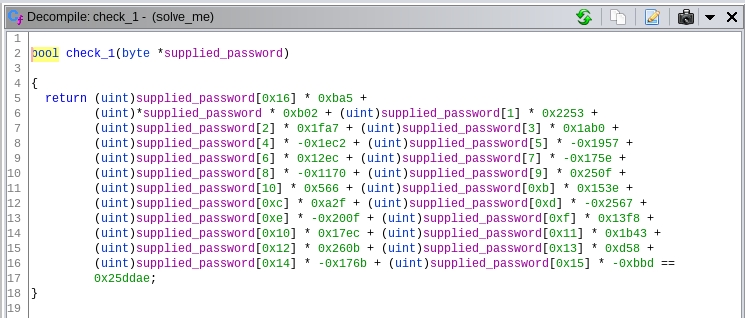 Decompile: check_1 - (solve_me)
1
2 bool check_1(byte *supplied_password)
3
4 {
5 return (uint)supplied_password[0x16] * 0xba5 +
6 (uint)*supplied_password * 0xb02 + (uint)supplied_password[1] * 0x2253 +
7 (uint)supplied_password[2] * 0x1fa7 + (uint)supplied_password[3] * 0x1ab0 +
8 (uint)supplied_password[4] * -0x1ec2 + (uint)supplied_password[5] * -0x1957 +
9 (uint)supplied_password[6] * 0x12ec + (uint)supplied_password[7] * -0x175e +
10 (uint)supplied_password[8] * -0x1170 + (uint)supplied_password[9] * 0x250f +
11 (uint)supplied_password[10] * 0x566 + (uint)supplied_password[0xb] * 0x153e +
12 (uint)supplied_password[0xc] * 0xa2f + (uint)supplied_password[0xd] * -0x2567 +
13 (uint)supplied_password[0xe] * -0x200f + (uint)supplied_password[0xf] * 0x13f8 +
14 (uint)supplied_password[0x10] * 0x17ec + (uint)supplied_password[0x11] * 0x1b43 +
15 (uint)supplied_password[0x12] * 0x260b + (uint)supplied_password[0x13] * 0xd58 +
16 (uint)supplied_password[0x14] * -0x176b + (uint)supplied_password[0x15] * -0xbbd ==
17 0x25ddae;
18 }
19